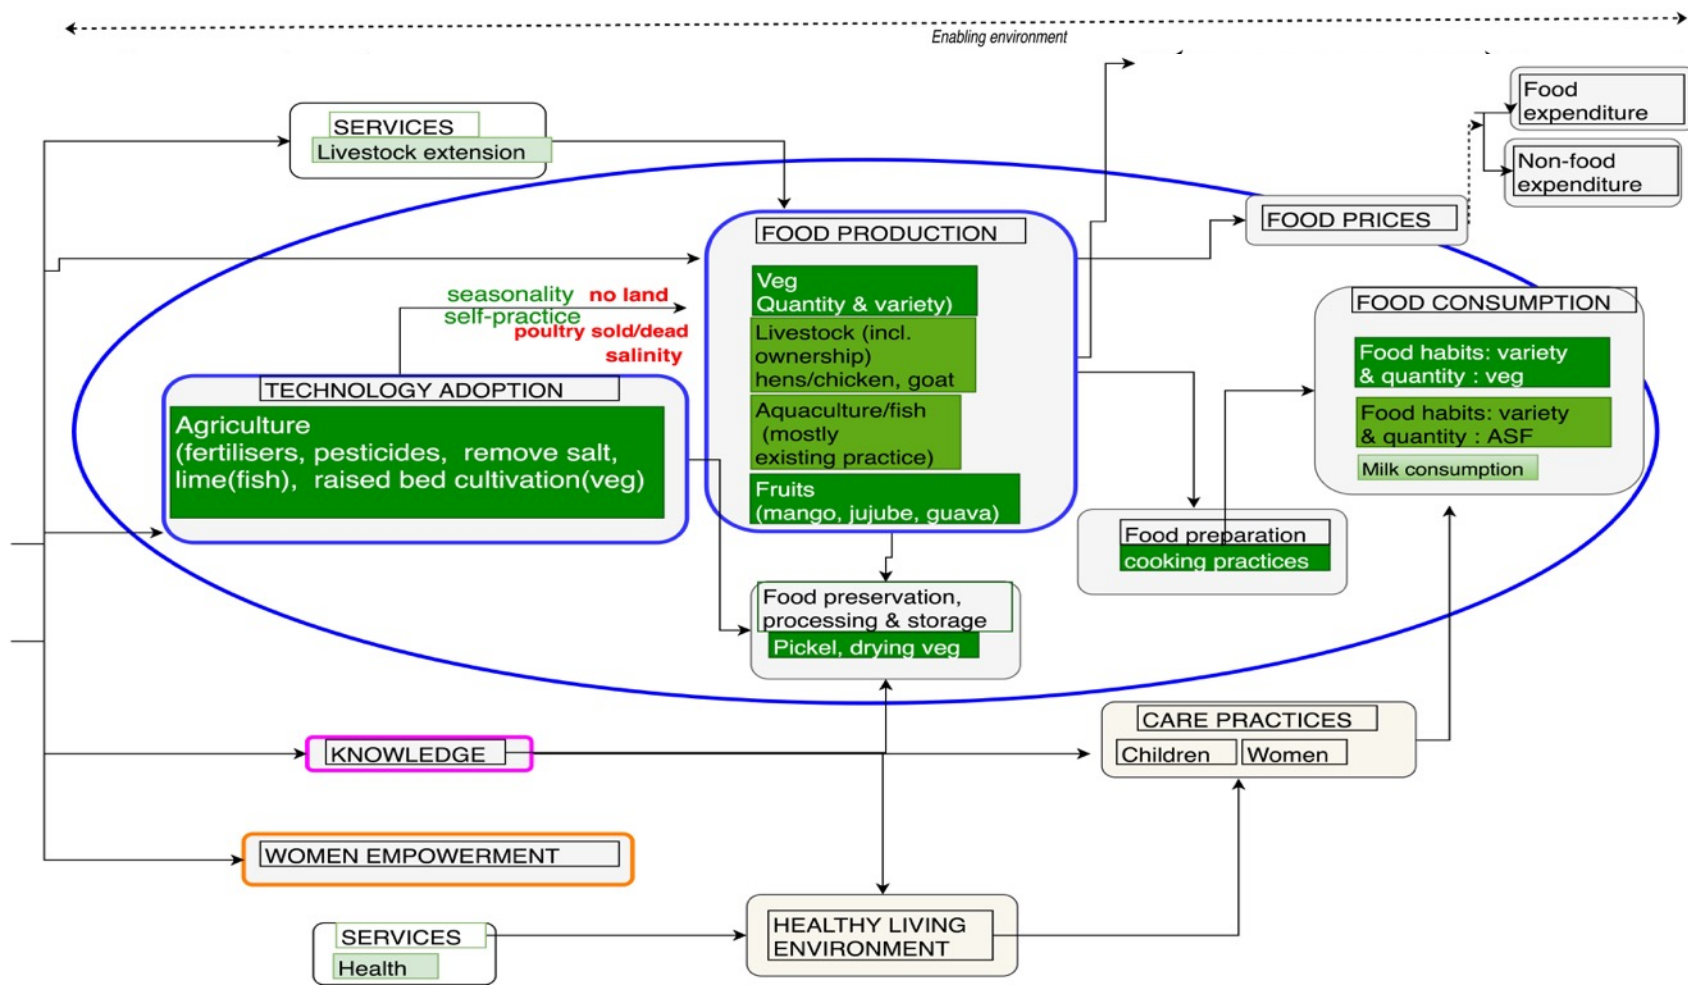 Enabling environment
SERVICES
Livestock extension
Food
expenditure
Non-food
expenditure
FOOD PRICES
FOOD PRODUCTION
Veg
Quantity & variety)
Livestock (incl.
ownership)
hens/chicken, goat
Aquaculture/fish
(mostly
existing practice)
Fruits
(mango, jujube, guava)
seasonality no land
self-practice
poultry sold/dead
salinity
TECHNOLOGY ADOPTION
Agriculture
(fertilisers, pesticides, remove salt,
lime(fish), raised bed cultivation(veg)
FOOD CONSUMPTION
Food habits: variety
& quantity : veg
Food habits: variety
& quantity : ASF
Milk consumption
Food preparation
cooking practices
Food preservation,
processing & storage
Pickel, drying veg
KNOWLEDGE
CARE PRACTICES
Children Women
WOMEN EMPOWERMENT
SERVICES
Health
HEALTHY LIVING
ENVIRONMENT